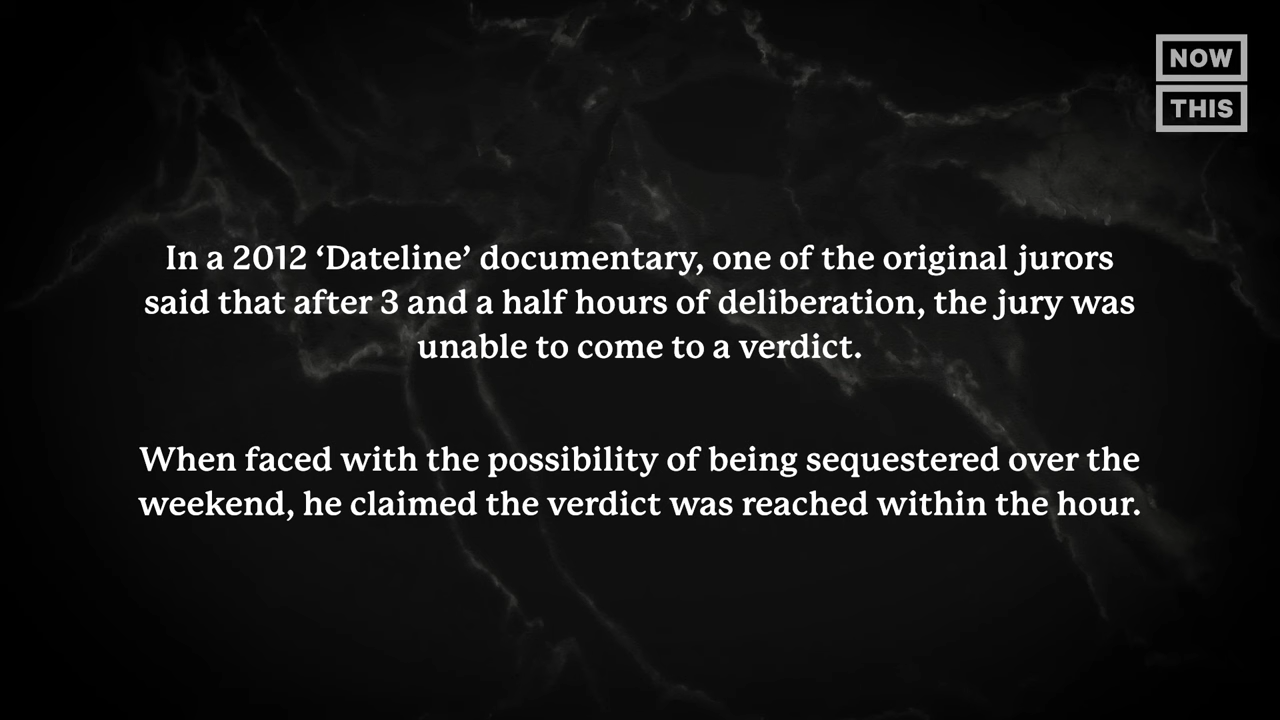 NOW
THIS
In a 2012 ‘Dateline’ documentary, one of the original jurors
said that after 3 and a half hours of deliberation, the jury was
unable to come to a verdict.
When faced with the possibility of being sequestered over the
weekend, he claimed the verdict was reached within the hour.